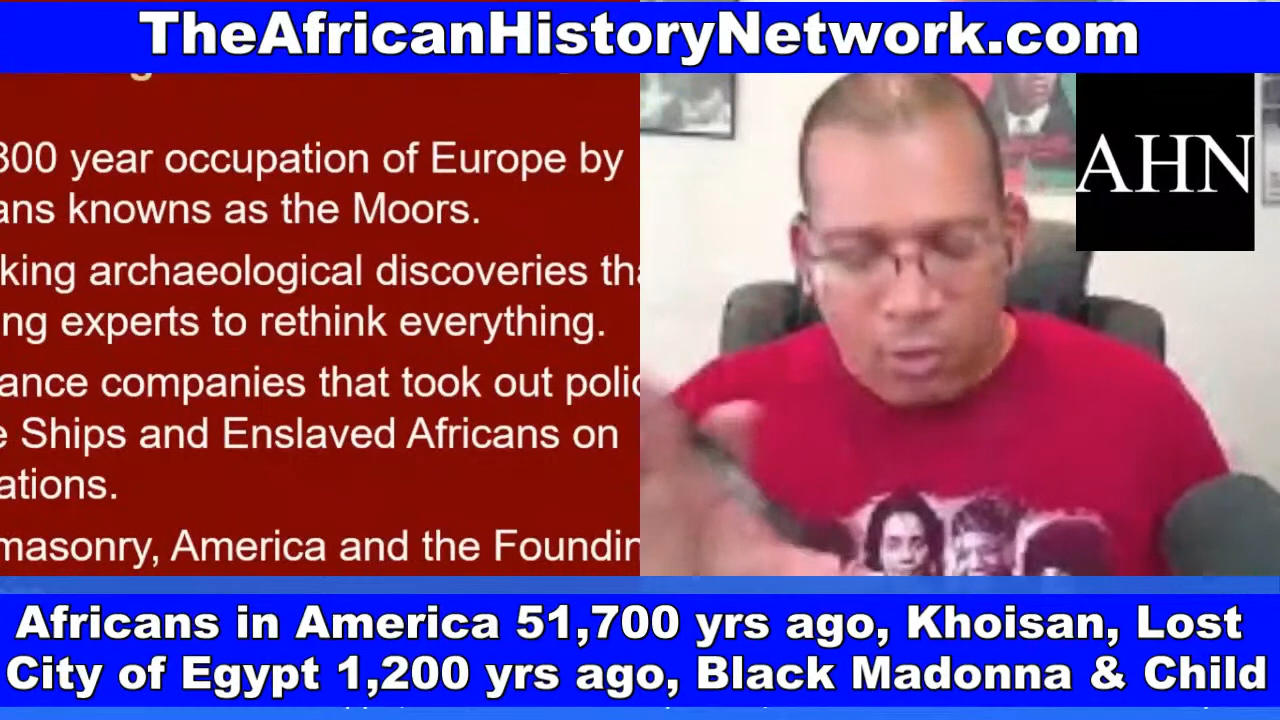 TheAfricanHistoryNetwork.com
800 year occupation of Europe by
ans knowns as the Moors.
king archaeological discoveries tha
ng experts to rethink everything.
ance companies that took out polic
e Ships and Enslaved Africans on
ations.
masonry, America and the Foundin
AHN
Africans in America 51,700 yrs ago, Khoisan, Lost
City of Egypt 1,200 yrs ago, Black Madonna & Child